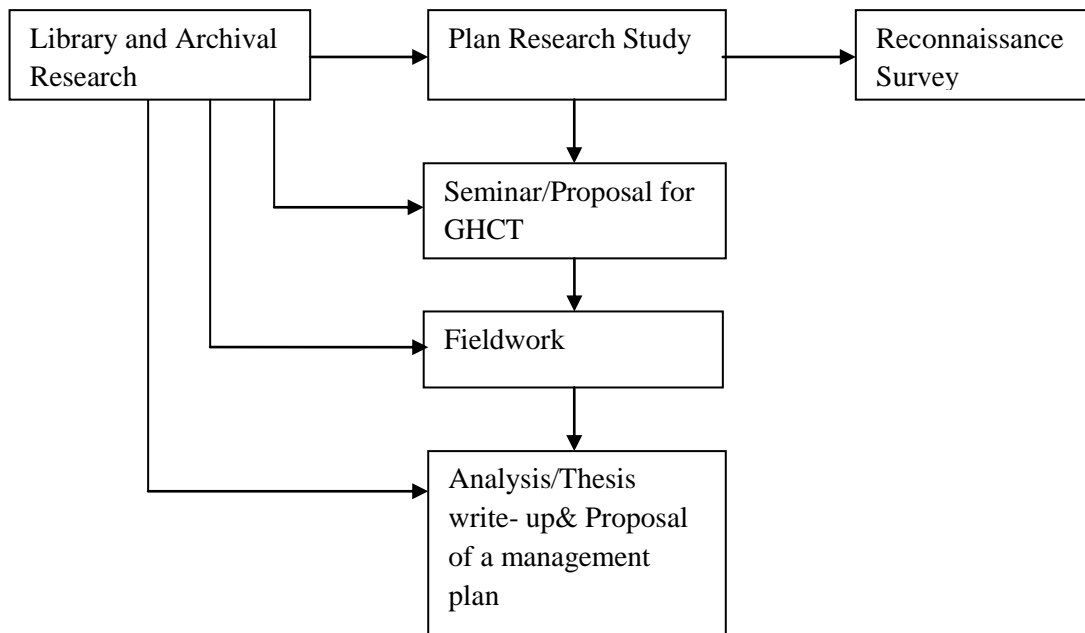 Library and Archival
Research
Plan Research Study
Reconnaissance
Survey
Seminar/Proposal for
GHCT
Fieldwork
Analysis/Thesis
write- up& Proposal
of a management
plan